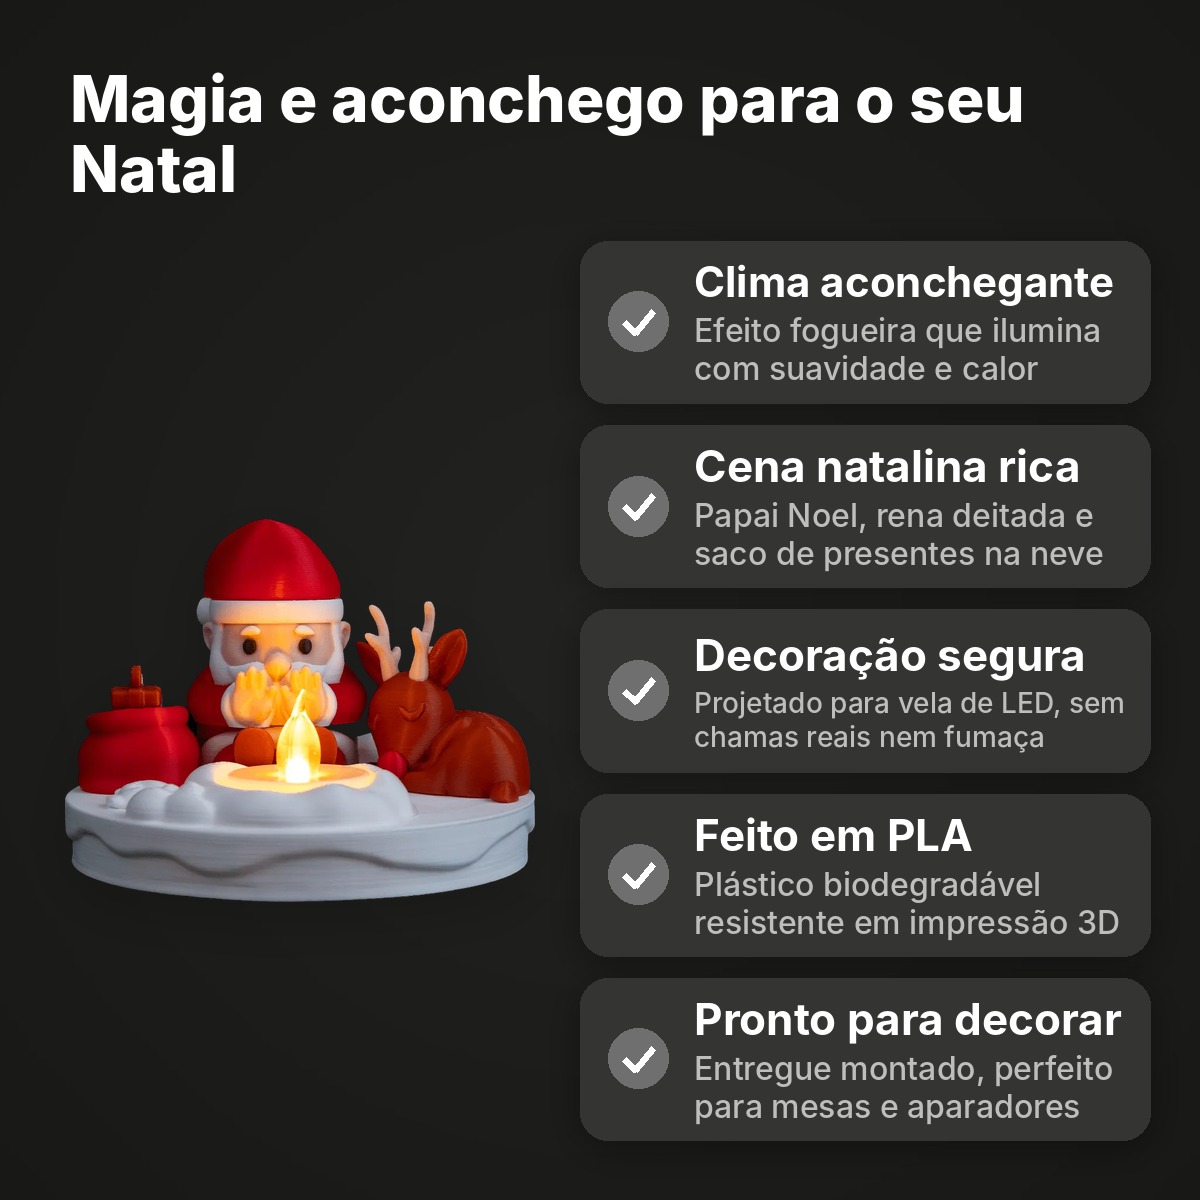 Magia e aconchego para o seu
Natal
Clima aconchegante
Efeito fogueira que ilumina
com suavidade e calor
Cena natalina rica
Papai Noel, rena deitada e
saco de presentes na neve
Decoração segura
Projetado para vela de LED, sem
chamas reais nem fumaça
Feito em PLA
Plástico biodegradável
resistente em impressão 3D
Pronto para decorar
Entregue montado, perfeito
para mesas e aparadores